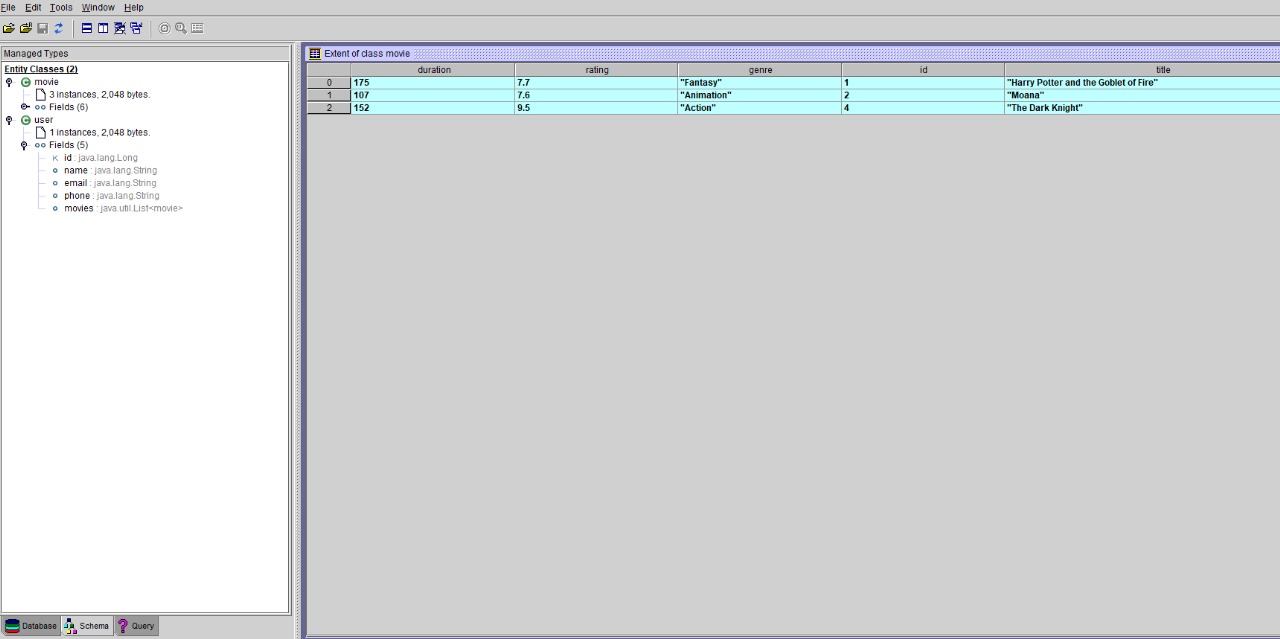 File Edit Tools Window Help
Managed Types
Entity Classes (2)
movie
3 instances, 2,048 bytes.
Fields (6)
user
1 instances, 2,048 bytes.
Fields (5)
id : java.lang.Long
name : java.lang.String
email : java.lang.String
phone : java.lang.String
movies : java.util.List<movie>
Database Schema Query
Extent of class movie
duration rating genre id title
0 175 7.7 "Fantasy" 1 "Harry Potter and the Goblet of Fire"
1 107 7.6 "Animation" 2 "Moana"
2 152 9.5 "Action" 4 "The Dark Knight"